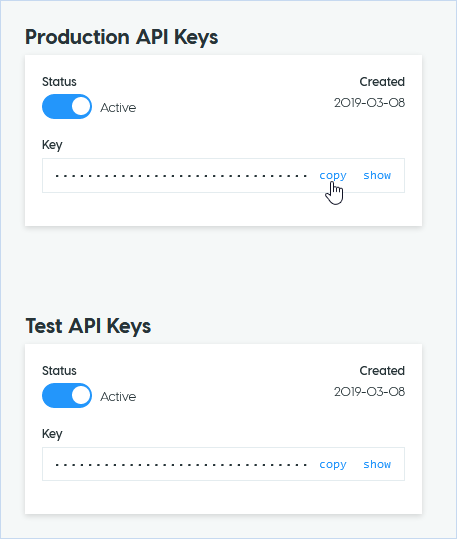 Production API Keys
Status Created
Active 2019-03-08
Key
•••••••••••••••••••••••••••••••• copy show
Test API Keys
Status Created
Active 2019-03-08
Key
•••••••••••••••••••••••••••••••• copy show